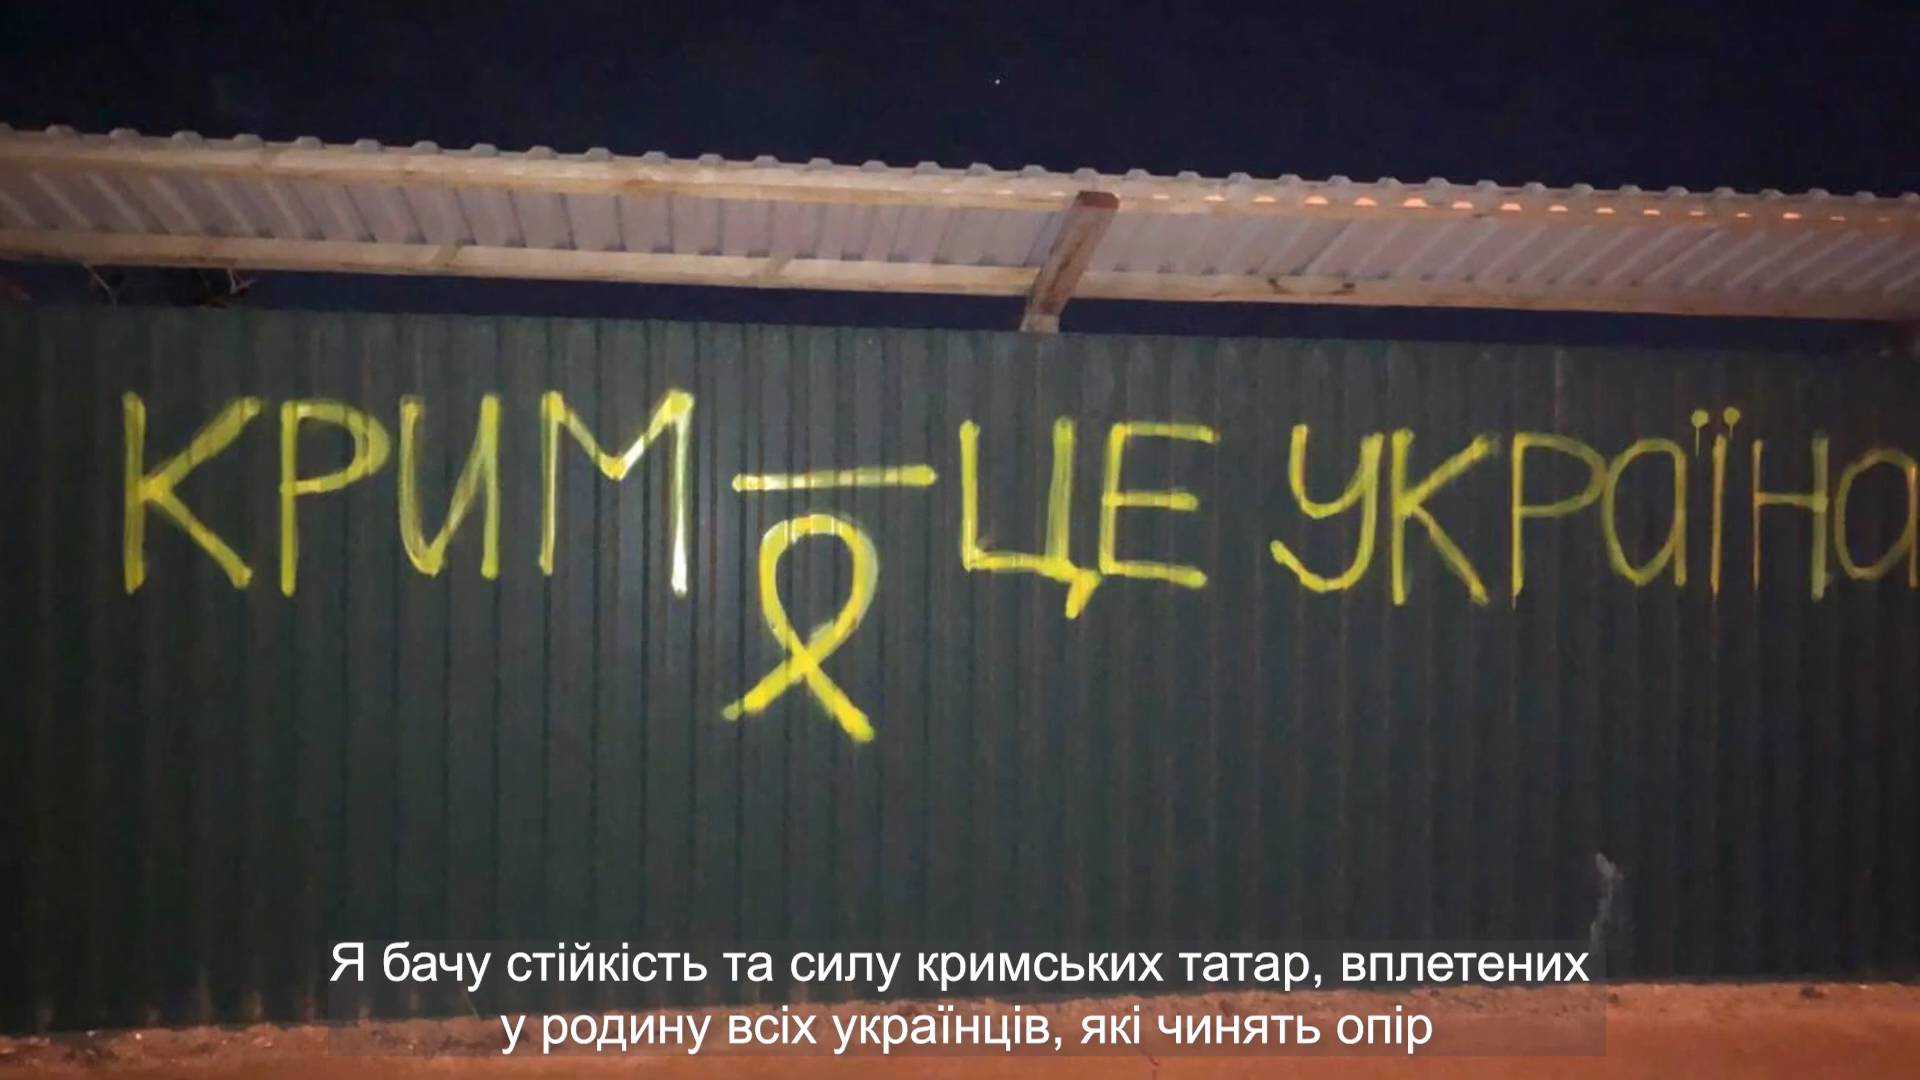 КРИМ — ЦЕ УКРаїНа
Я бачу стійкість та силу кримських татар, вплетених
у родину всіх українців, які чинять опір